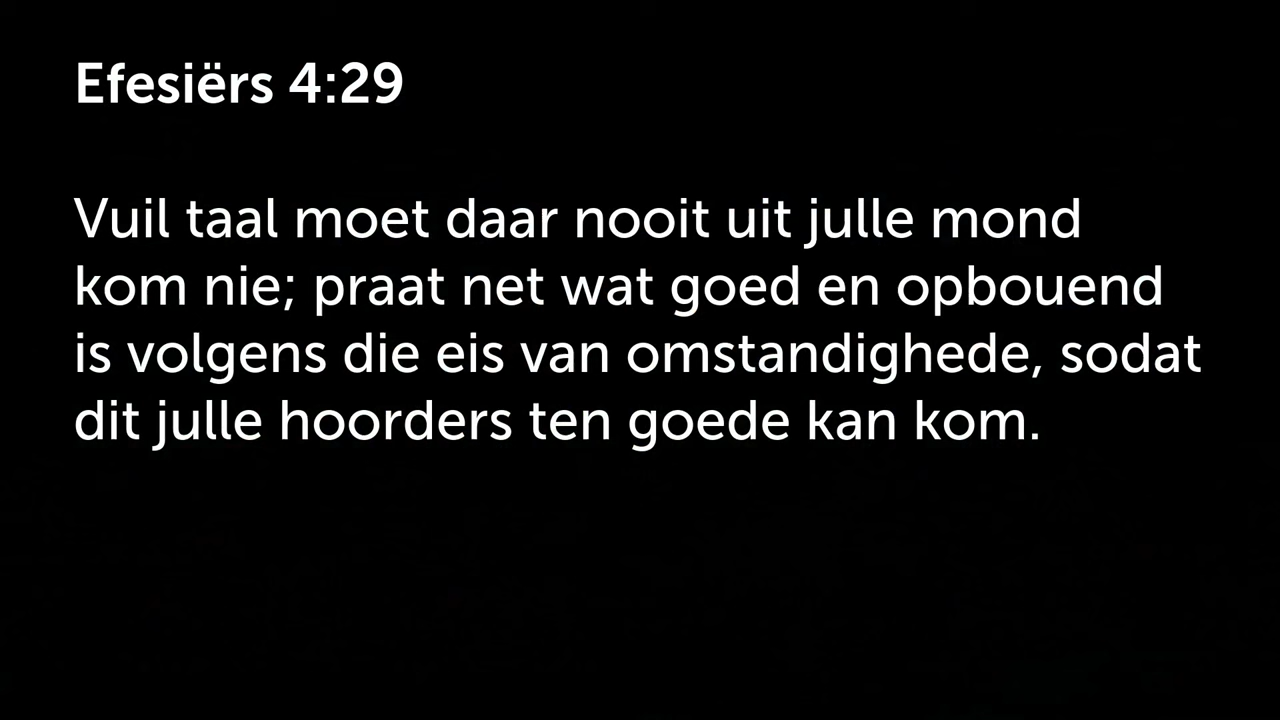 Efesiërs 4:29
Vuil taal moet daar nooit uit julle mond
kom nie; praat net wat goed en opbouend
is volgens die eis van omstandighede, sodat
dit julle hoorders ten goede kan kom.